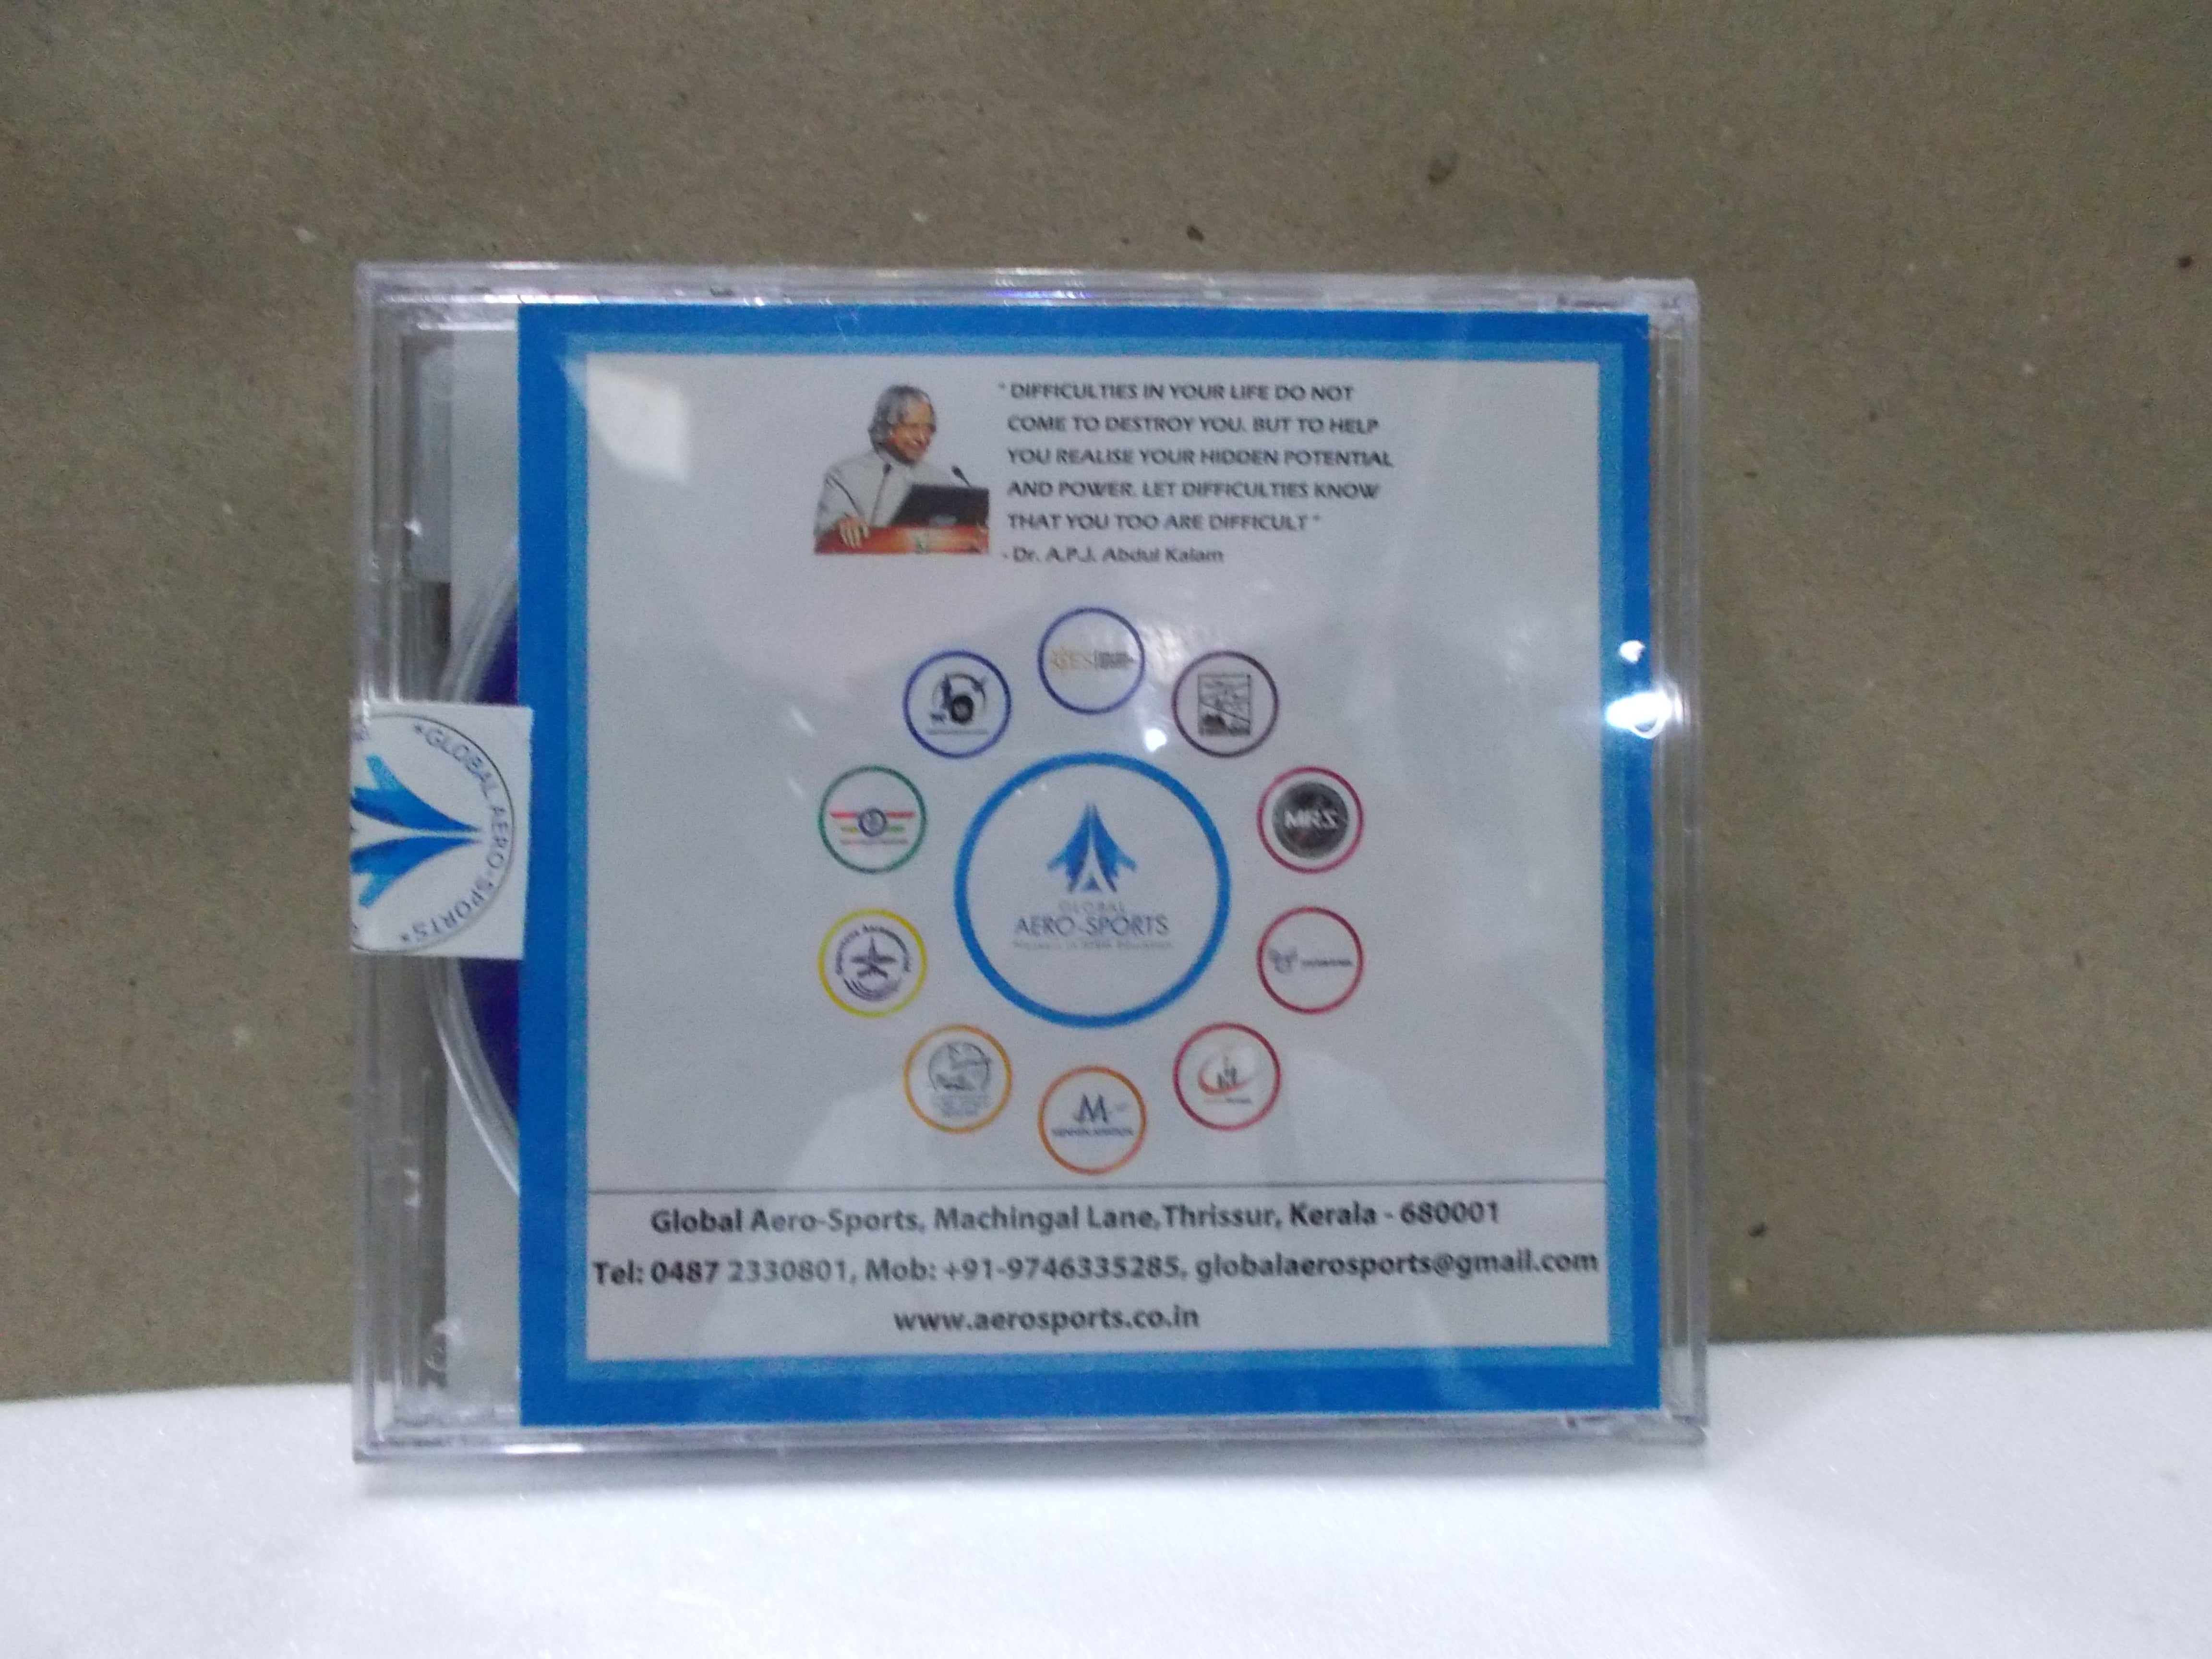 " DIFFICULTIES IN YOUR LIFE DO NOT
COME TO DESTROY YOU. BUT TO HELP
YOU REALISE YOUR HIDDEN POTENTIAL
AND POWER. LET DIFFICULTIES KNOW
THAT YOU TOO ARE DIFFICULT "
- Dr. A.P.J. Abdul Kalam
*GLOBAL AERO-SPORTS*
MRS
GLOBAL
AERO-SPORTS
M
Global Aero-Sports, Machingal Lane,Thrissur, Kerala - 680001
Tel: 0487 2330801, Mob: +91-9746335285, globalaerosports@gmail.com
www.aerosports.co.in